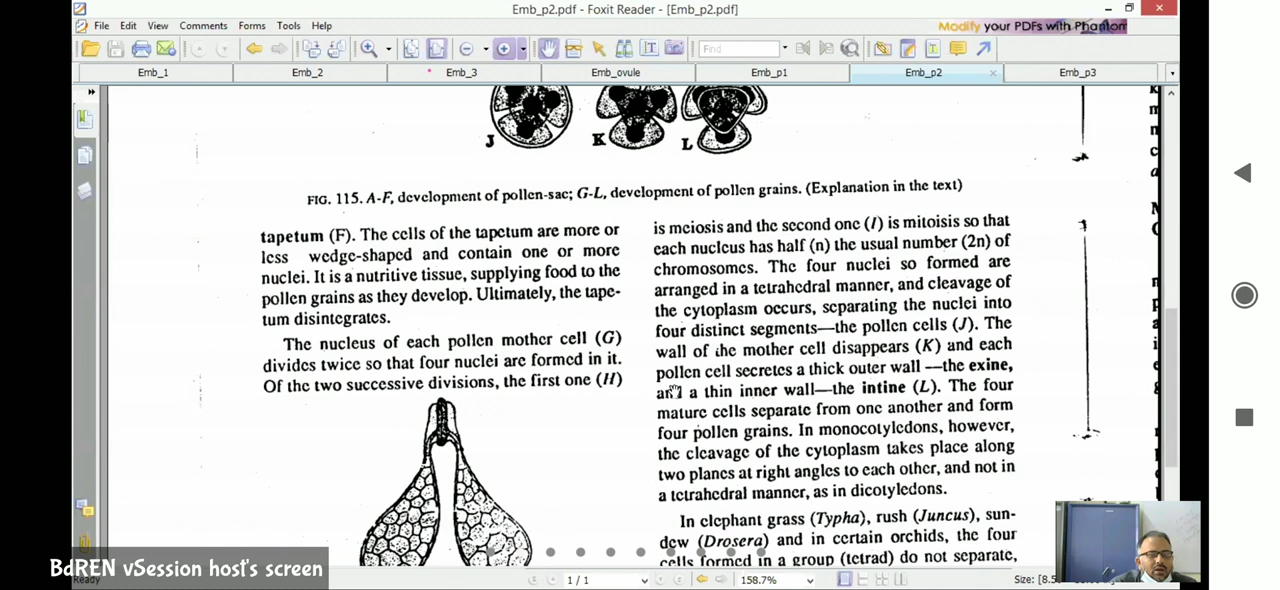 Emb_p2.pdf - Foxit Reader - [Emb_p2.pdf]
File Edit View Comments Forms Tools Help
Modify your PDFs with Phantom
Find
Emb_1 Emb_2 Emb_3 Emb_ovule Emb_p1 Emb_p2 Emb_p3
J K L
FIG. 115. A-F, development of pollen-sac; G-L, development of pollen grains. (Explanation in the text)
tapetum (F). The cells of the tapetum are more or
less wedge-shaped and contain one or more
nuclei. It is a nutritive tissue, supplying food to the
pollen grains as they develop. Ultimately, the tape-
tum disintegrates.
The nucleus of each pollen mother cell (G)
divides twice so that four nuclei are formed in it.
Of the two successive divisions, the first one (H)
is meiosis and the second one (I) is mitoisis so that
each nucleus has half (n) the usual number (2n) of
chromosomes. The four nuclei so formed are
arranged in a tetrahedral manner, and cleavage of
the cytoplasm occurs, separating the nuclei into
four distinct segments—the pollen cells (J). The
wall of the mother cell disappears (K) and each
pollen cell secretes a thick outer wall —the exine,
and a thin inner wall—the intine (L). The four
mature cells separate from one another and form
four pollen grains. In monocotyledons, however,
the cleavage of the cytoplasm takes place along
two planes at right angles to each other, and not in
a tetrahedral manner, as in dicotyledons.
In elephant grass (Typha), rush (Juncus), sun-
dew (Drosera) and in certain orchids, the four
cells formed in a group (tetrad) do not separate,
BdREN vSession host's screen
Ready
1 / 1
158.7%
Size: [8.5